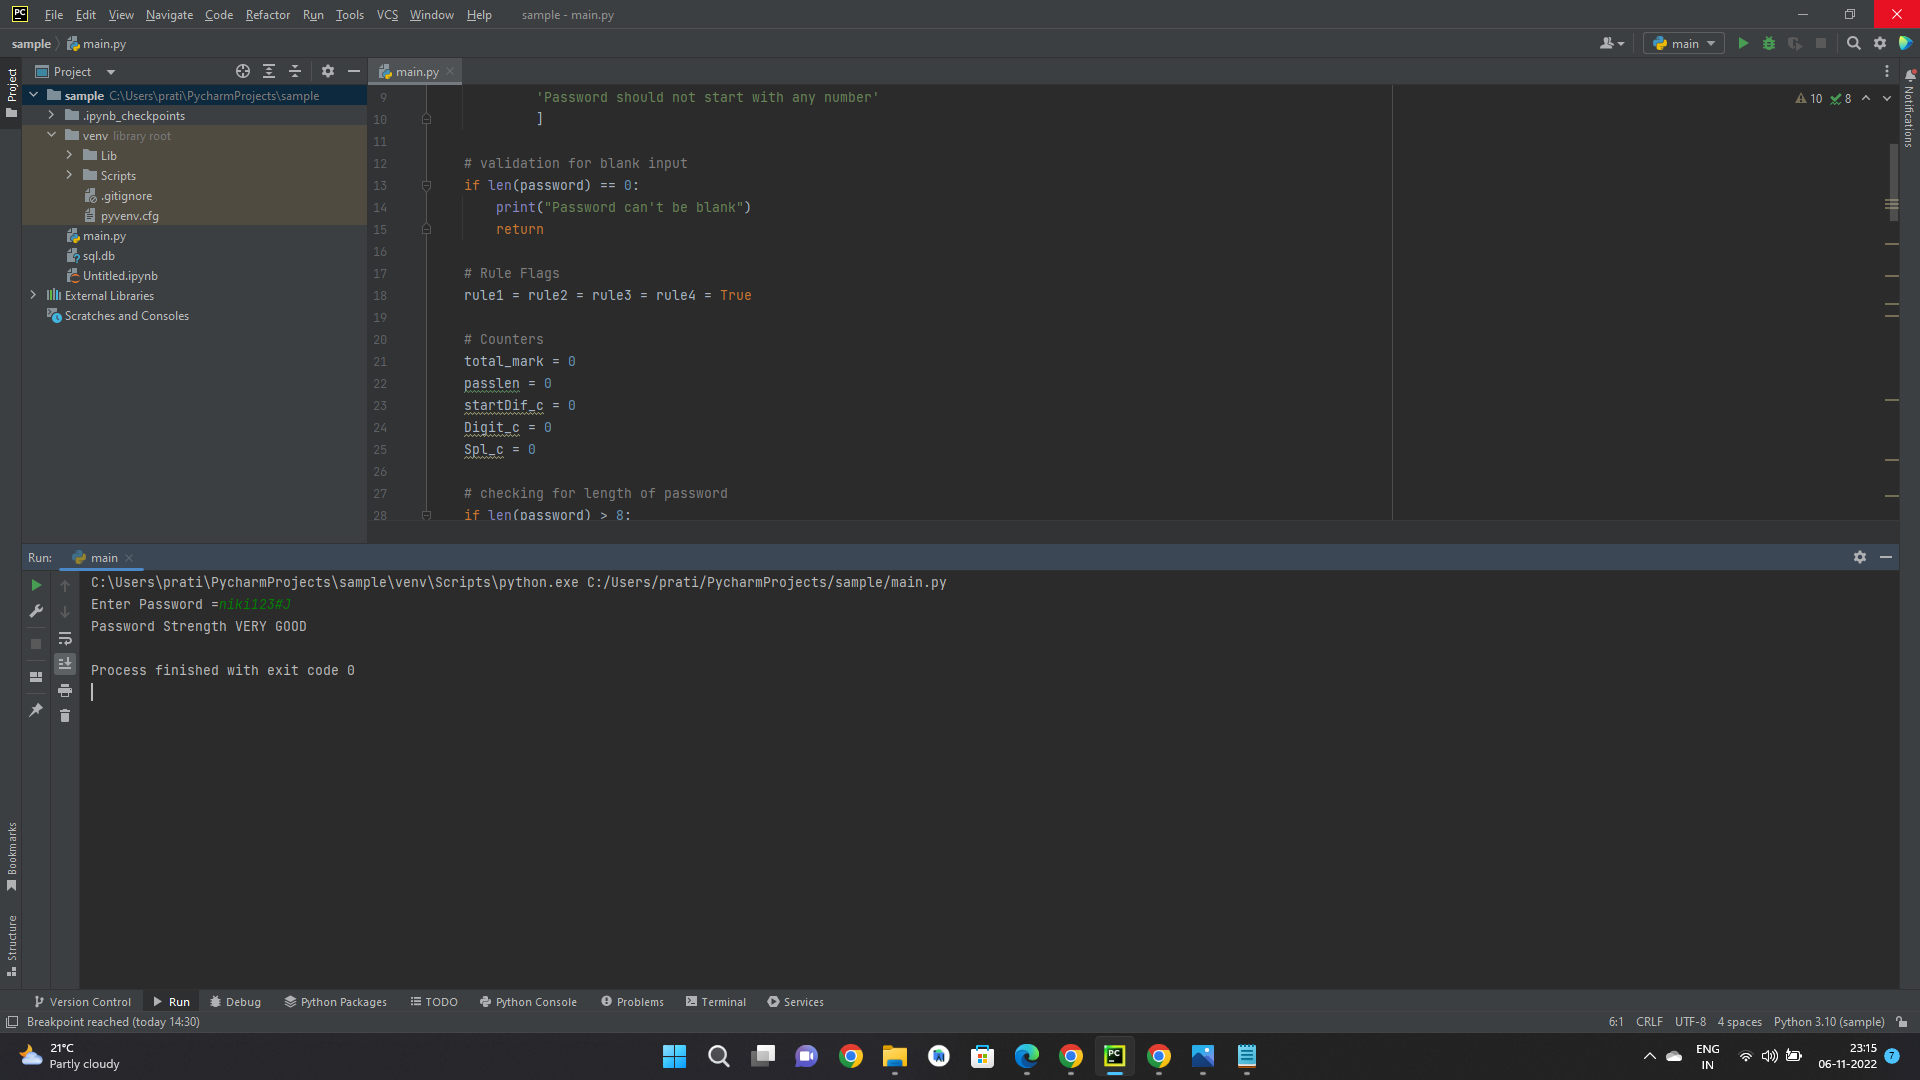 PC File Edit View Navigate Code Refactor Run Tools VCS Window Help sample - main.py
sample main.py main
Project main.py
Project
sample C:\Users\prati\PycharmProjects\sample
.ipynb_checkpoints
venv library root
Lib
Scripts
.gitignore
pyvenv.cfg
main.py
sql.db
Untitled.ipynb
External Libraries
Scratches and Consoles
10 8
Notifications
9 'Password should not start with any number'
10 ]
11
12 # validation for blank input
13 if len(password) == 0:
14 print("Password can't be blank")
15 return
16
17 # Rule Flags
18 rule1 = rule2 = rule3 = rule4 = True
19
20 # Counters
21 total_mark = 0
22 passlen = 0
23 startDif_c = 0
24 Digit_c = 0
25 Spl_c = 0
26
27 # checking for length of password
28 if len(password) > 8:
Run: main
C:\Users\prati\PycharmProjects\sample\venv\Scripts\python.exe C:/Users/prati/PycharmProjects/sample/main.py
Enter Password =niki123#J
Password Strength VERY GOOD
Process finished with exit code 0
Bookmarks
Structure
Version Control Run Debug Python Packages TODO Python Console Problems Terminal Services
Breakpoint reached (today 14:30) 6:1 CRLF UTF-8 4 spaces Python 3.10 (sample)
21°C
Partly cloudy
PC
ENG
IN
23:15
06-11-2022
7